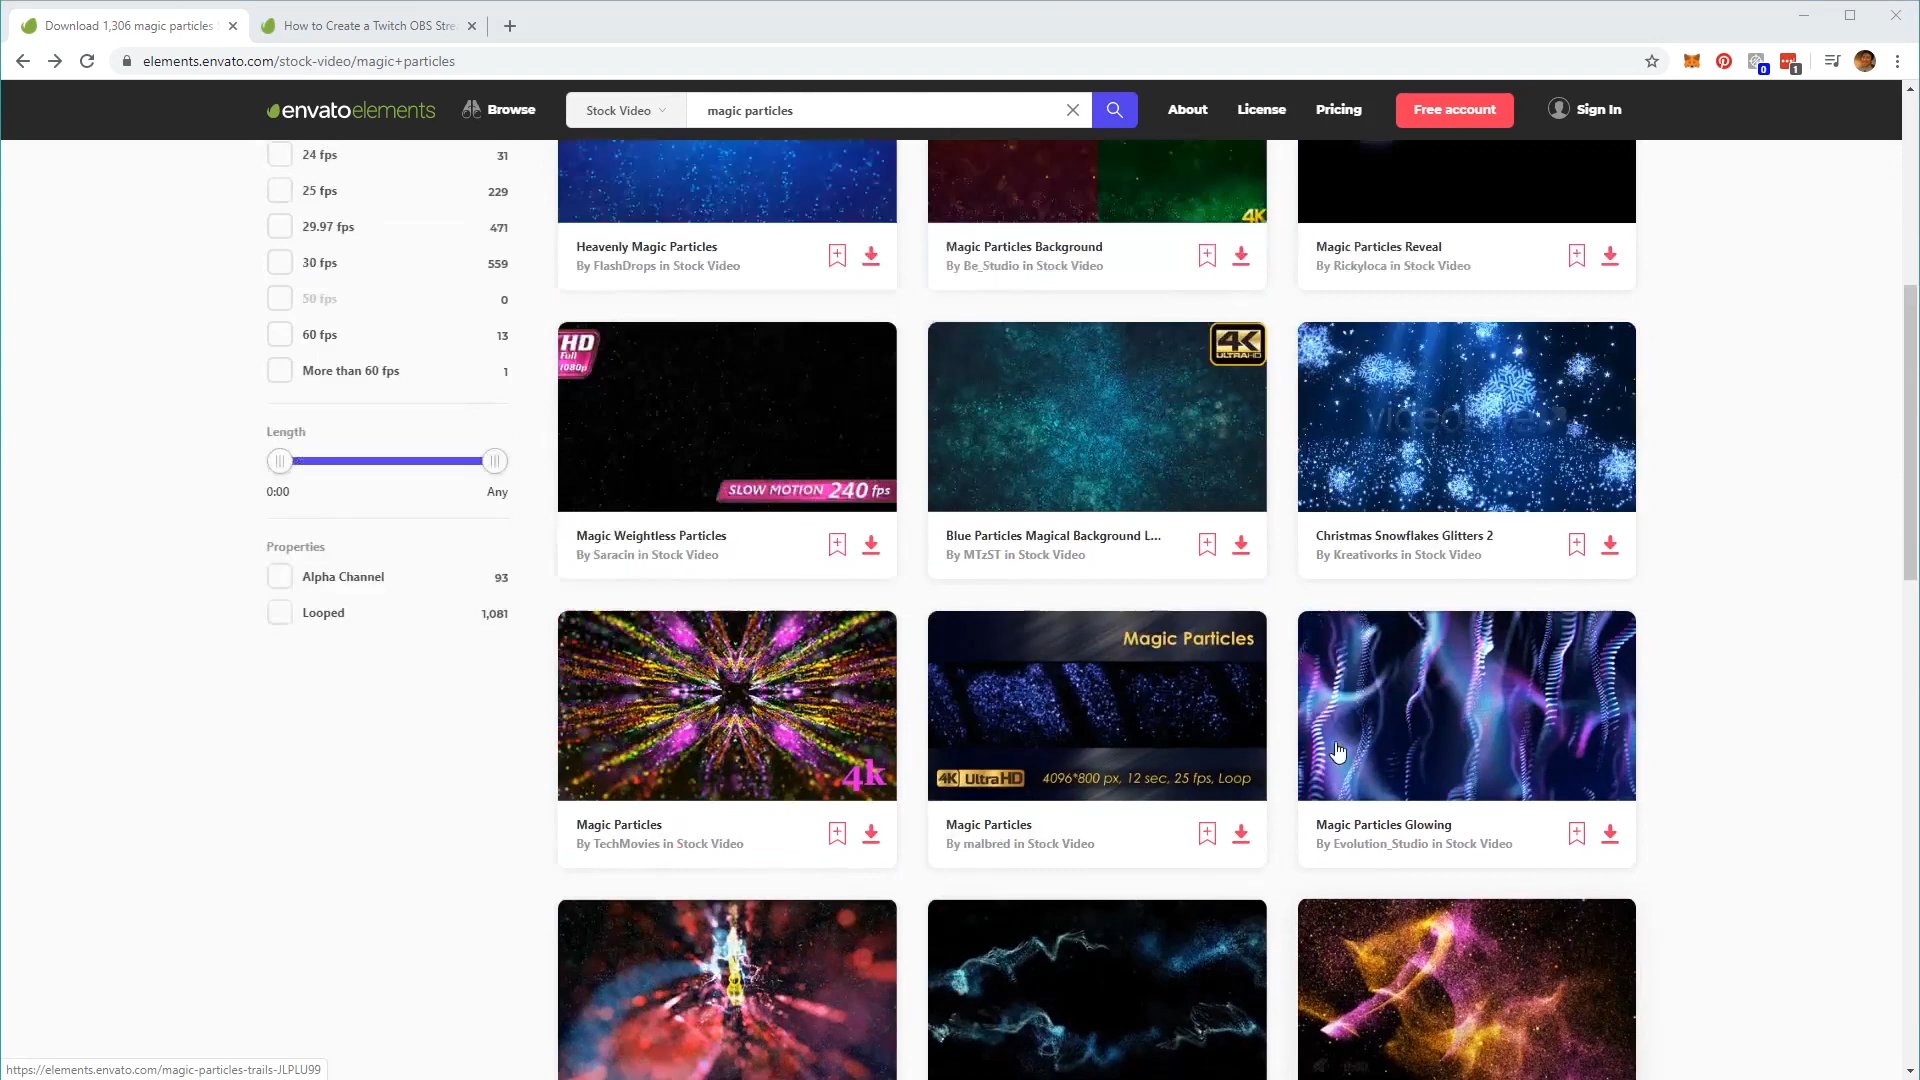 Download 1,306 magic particles
How to Create a Twitch OBS Stre
elements.envato.com/stock-video/magic+particles
0
1
envatoelements
Browse
Stock Video
magic particles
About
License
Pricing
Free account
Sign In
24 fps 31
25 fps 229
29.97 fps 471
30 fps 559
50 fps 0
60 fps 13
More than 60 fps 1
Length
0:00 Any
Properties
Alpha Channel 93
Looped 1,081
4K
Heavenly Magic Particles
By FlashDrops in Stock Video
Magic Particles Background
By Be_Studio in Stock Video
Magic Particles Reveal
By Rickyloca in Stock Video
HD
Full
1080p
SLOW MOTION 240 fps
4K
ULTRAHD
Magic Weightless Particles
By Saracin in Stock Video
Blue Particles Magical Background L...
By MTzST in Stock Video
Christmas Snowflakes Glitters 2
By Kreativorks in Stock Video
4k
Magic Particles
4K UltraHD 4096*800 px, 12 sec, 25 fps, Loop
Magic Particles
By TechMovies in Stock Video
Magic Particles
By malbred in Stock Video
Magic Particles Glowing
By Evolution_Studio in Stock Video
https://elements.envato.com/magic-particles-trails-JLPLU99